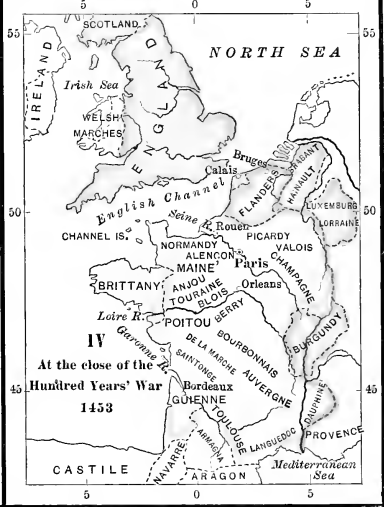 5 0 5
55 55
SCOTLAND
NORTH SEA
IRELAND
Irish Sea
ENGLAND
WELSH
MARCHES
Bruges
Calais
FLANDERS
BRABANT
HAINAULT
English Channel
LUXEMBURG
LORRAINE
50 50
Seine R.
Rouen
CHANNEL IS.
PICARDY
NORMANDY
VALOIS
ALENCON
Paris
CHAMPAGNE
MAINE
BRITTANY
ANJOU
Orleans
TOURAINE
BLOIS
Loire R.
BERRY
POITOU
BURGUNDY
IV
At the close of the
Hundred Years' War
1453
Garonne R.
BOURBONNAIS
DE LA MARCHE
SAINTONGE
AUVERGNE
45 45
Bordeaux
GUIENNE
DAUPHINE
TOULOUSE
LANGUEDOC
PROVENCE
ARMAGNA
NAVARRE
Mediterranean
Sea
CASTILE
ARAGON
5 0 5